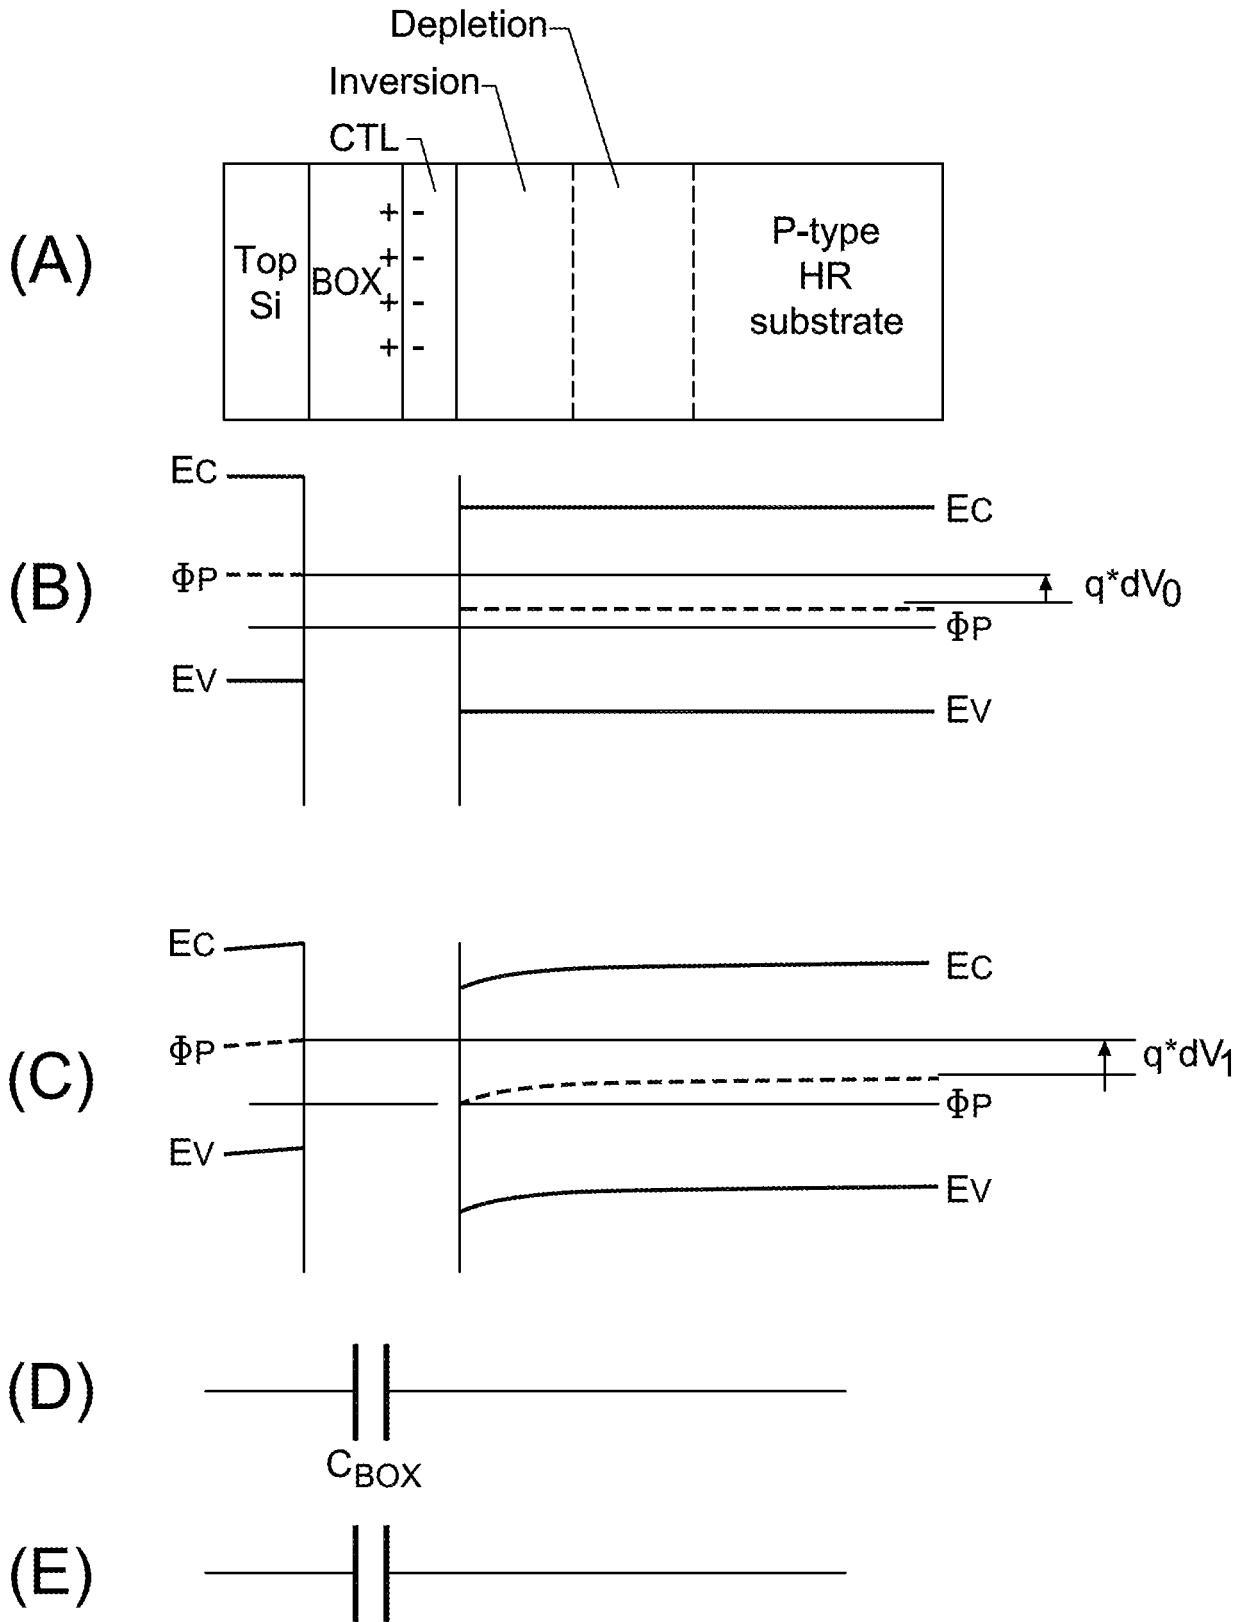 Depletion
Inversion
CTL
(A)
Top
Si
BOX
+ -
+ -
+ -
+ -
P-type
HR
substrate
(B)
EC
EC
ΦP
q*dV0
ΦP
EV
EV
(C)
EC
EC
ΦP
q*dV1
ΦP
EV
EV
(D)
CBOX
(E)